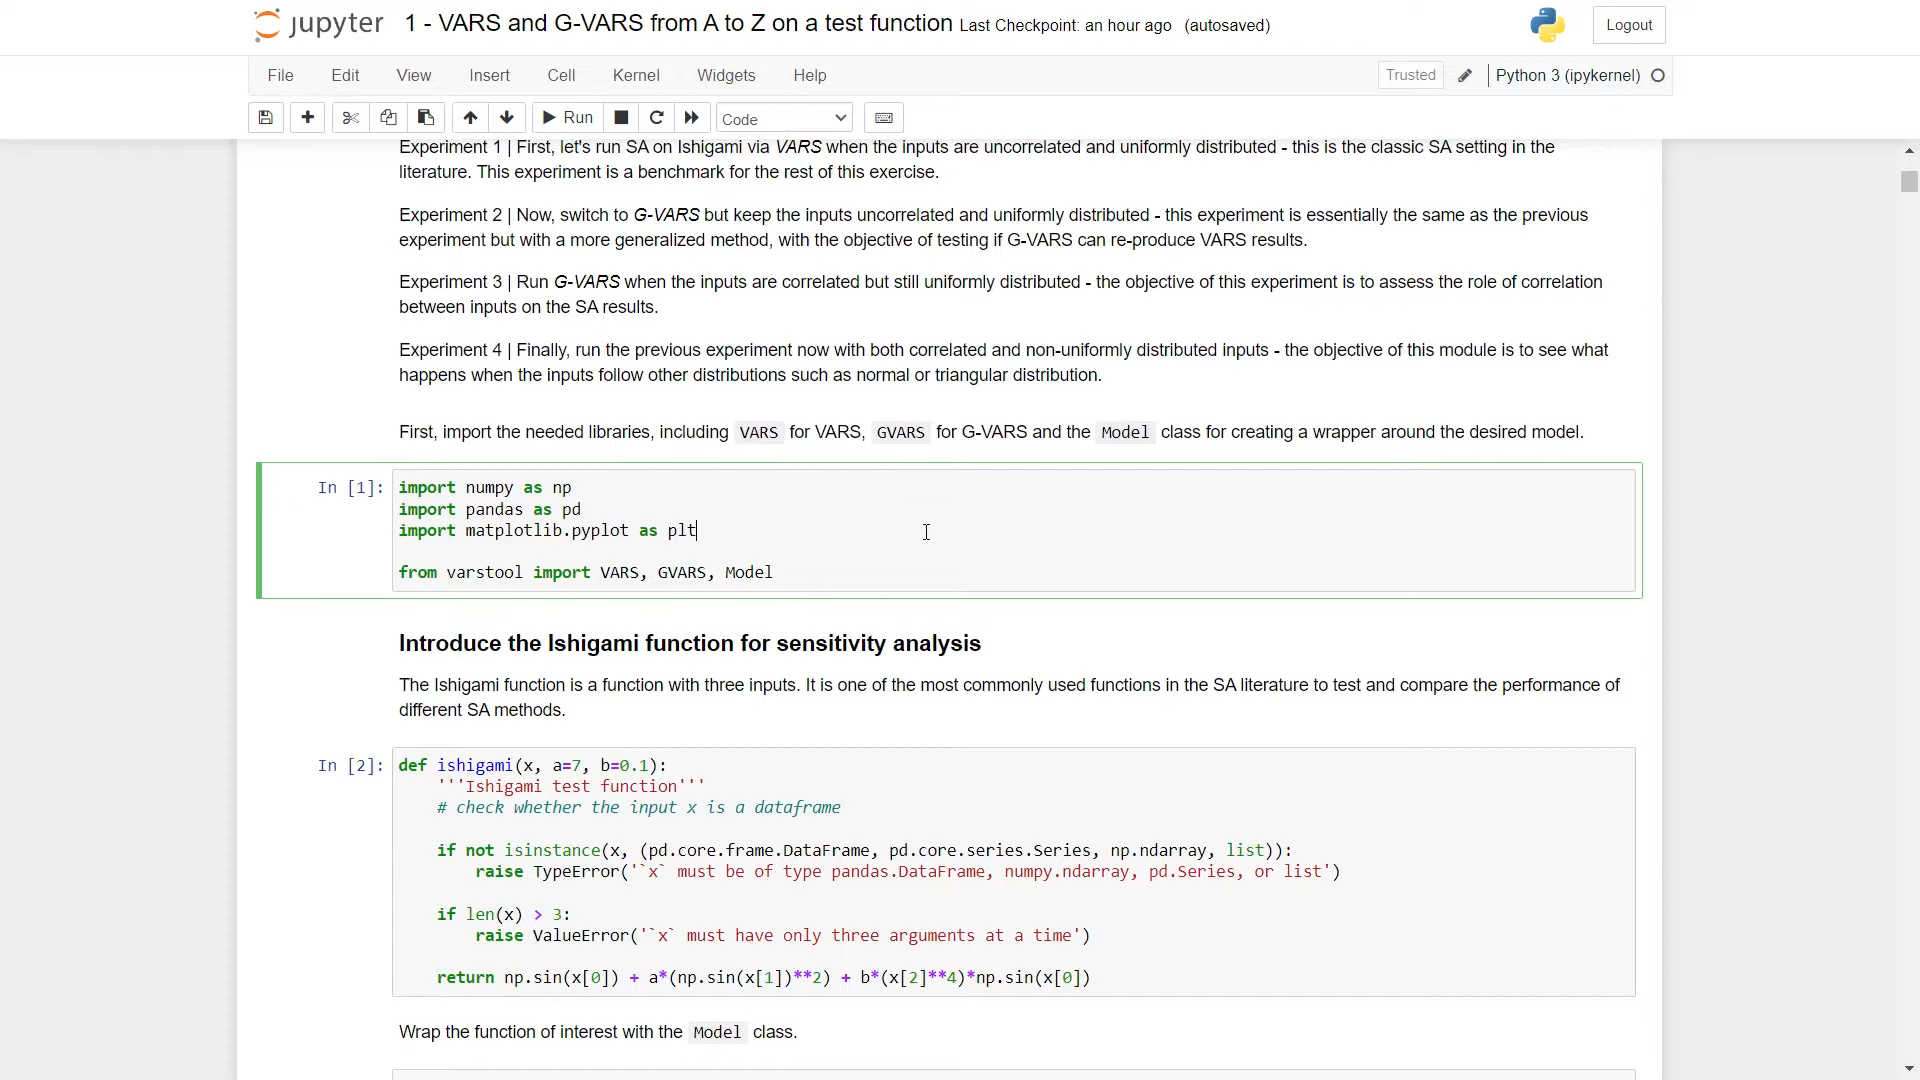 jupyter 1 - VARS and G-VARS from A to Z on a test function Last Checkpoint: an hour ago (autosaved) Logout
File Edit View Insert Cell Kernel Widgets Help Trusted Python 3 (ipykernel)
Run Code
Experiment 1 | First, let's run SA on Ishigami via VARS when the inputs are uncorrelated and uniformly distributed - this is the classic SA setting in the
literature. This experiment is a benchmark for the rest of this exercise.
Experiment 2 | Now, switch to G-VARS but keep the inputs uncorrelated and uniformly distributed - this experiment is essentially the same as the previous
experiment but with a more generalized method, with the objective of testing if G-VARS can re-produce VARS results.
Experiment 3 | Run G-VARS when the inputs are correlated but still uniformly distributed - the objective of this experiment is to assess the role of correlation
between inputs on the SA results.
Experiment 4 | Finally, run the previous experiment now with both correlated and non-uniformly distributed inputs - the objective of this module is to see what
happens when the inputs follow other distributions such as normal or triangular distribution.
First, import the needed libraries, including VARS for VARS, GVARS for G-VARS and the Model class for creating a wrapper around the desired model.
In [1]: import numpy as np
import pandas as pd
import matplotlib.pyplot as plt
from varstool import VARS, GVARS, Model
Introduce the Ishigami function for sensitivity analysis
The Ishigami function is a function with three inputs. It is one of the most commonly used functions in the SA literature to test and compare the performance of
different SA methods.
In [2]: def ishigami(x, a=7, b=0.1):
'''Ishigami test function'''
# check whether the input x is a dataframe
if not isinstance(x, (pd.core.frame.DataFrame, pd.core.series.Series, np.ndarray, list)):
raise TypeError('`x` must be of type pandas.DataFrame, numpy.ndarray, pd.Series, or list')
if len(x) > 3:
raise ValueError('`x` must have only three arguments at a time')
return np.sin(x[0]) + a*(np.sin(x[1])**2) + b*(x[2]**4)*np.sin(x[0])
Wrap the function of interest with the Model class.